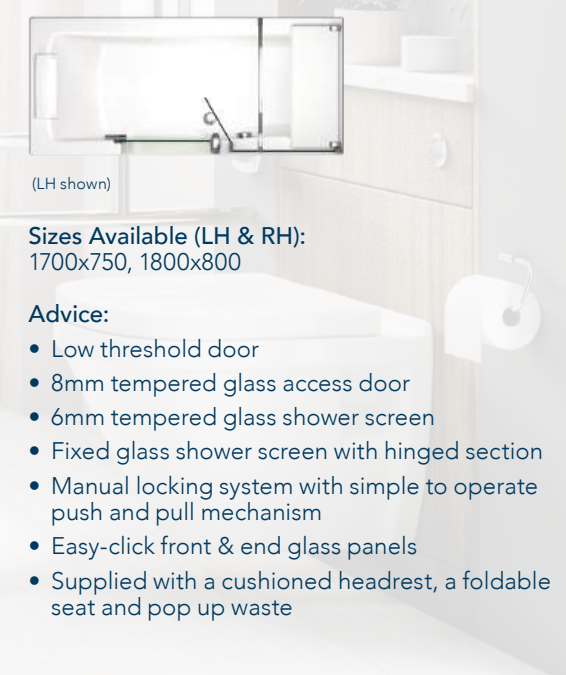 (LH shown)
Sizes Available (LH & RH):
1700x750, 1800x800
Advice:
• Low threshold door
• 8mm tempered glass access door
• 6mm tempered glass shower screen
• Fixed glass shower screen with hinged section
• Manual locking system with simple to operate
push and pull mechanism
• Easy-click front & end glass panels
• Supplied with a cushioned headrest, a foldable
seat and pop up waste